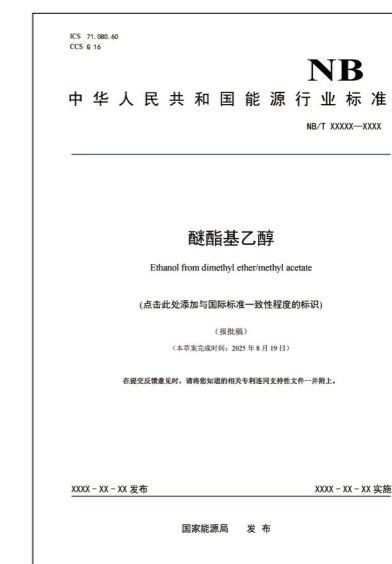 ICS 71.080.60
CCS G 16
NB
中华人民共和国能源行业标准
NB/T XXXXX—XXXX
醚酯基乙醇
Ethanol from dimethyl ether/methyl acetate
(点击此处添加与国际标准一致性程度的标识)
（报批稿）
（本草案完成时间：2025 年 8 月 19 日）
在提交反馈意见时，请将您知道的相关专利连同支持性文件一并附上。
XXXX - XX - XX 发布
XXXX - XX - XX 实施
国家能源局 发 布